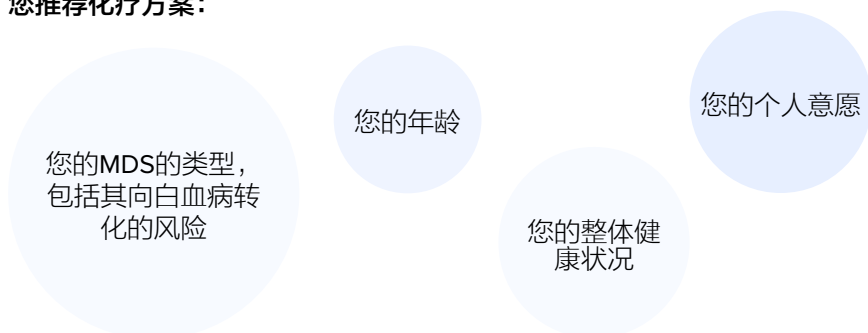 您推荐化疗方案：
您的MDS的类型，
包括其向白血病转
化的风险
您的年龄
您的整体健
康状况
您的个人意愿